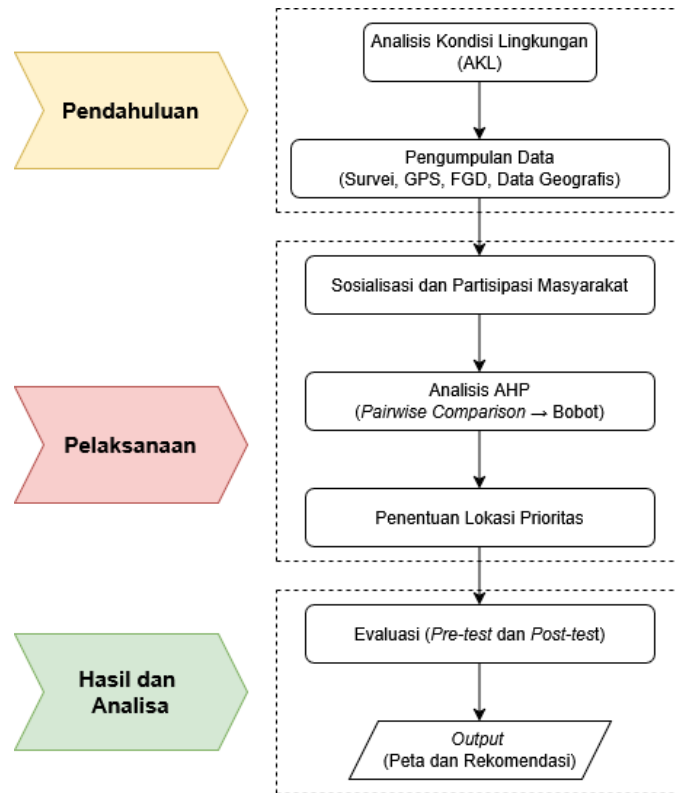 Analisis Kondisi Lingkungan
(AKL)
Pendahuluan
Pengumpulan Data
(Survei, GPS, FGD, Data Geografis)
Sosialisasi dan Partisipasi Masyarakat
Analisis AHP
(Pairwise Comparison → Bobot)
Pelaksanaan
Penentuan Lokasi Prioritas
Evaluasi (Pre-test dan Post-test)
Hasil dan
Analisa
Output
(Peta dan Rekomendasi)